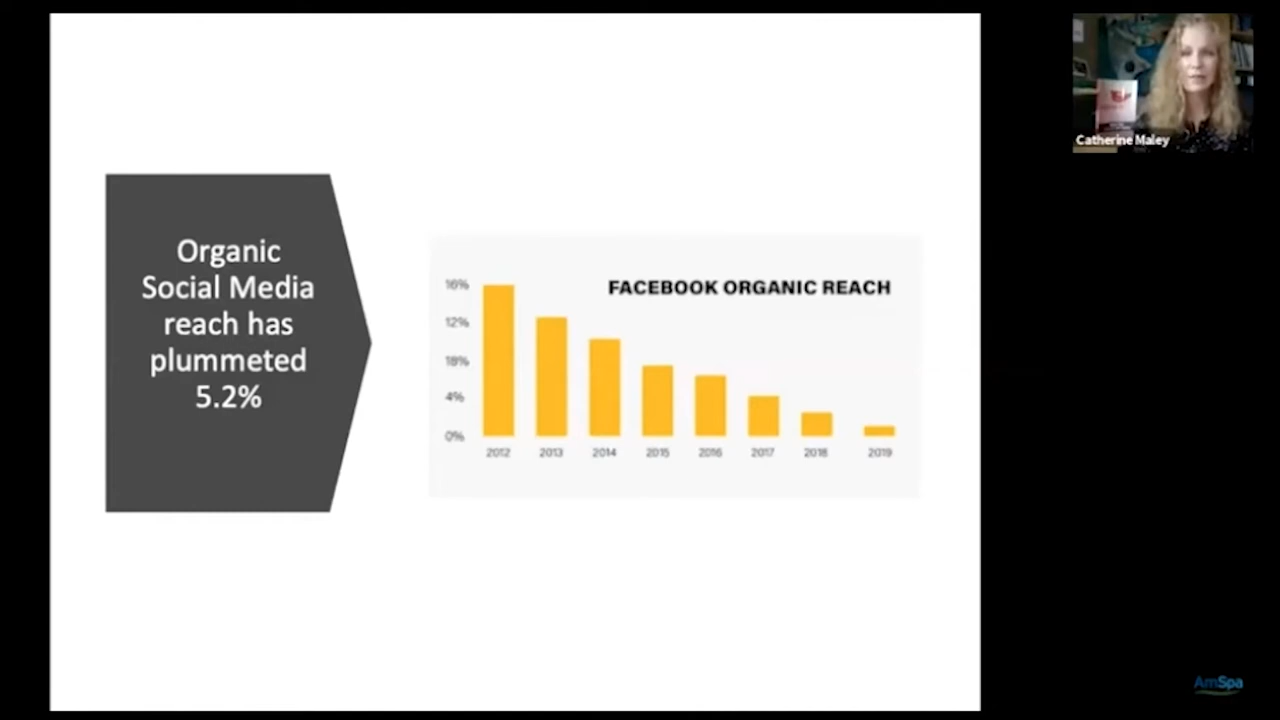 Organic
Social Media
reach has
plummeted
5.2%
FACEBOOK ORGANIC REACH
16%
12%
18%
4%
0%
2012 2013 2014 2015 2016 2017 2018 2019
Catherine Maley
AmSpa